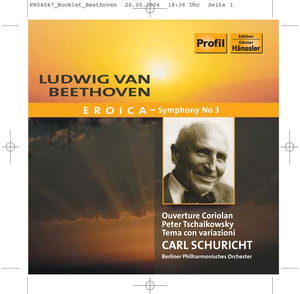 PH04047_Booklet_Beethoven 26.05.2004 18:36 Uhr Seite 1
Profil
Edition
Günter
Hänssler
LUDWIG VAN
BEETHOVEN
EROICA – Symphony No 3
Ouverture Coriolan
Peter Tschaikowsky
Tema con variazioni
CARL SCHURICHT
Berliner Philharmonisches Orchester